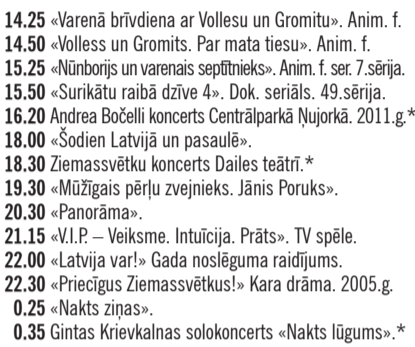 14.25 «Varenā brīvdiena ar Vollesu un Gromitu». Anim. f.
14.50 «Volless un Gromits. Par mata tiesu». Anim. f.
15.25 «Nūnborijs un varenais septītnieks». Anim. f. ser. 7.sērija.
15.50 «Surikātu raibā dzīve 4». Dok. seriāls. 49.sērija.
16.20 Andrea Bočelli koncerts Centrālparkā Ņujorkā. 2011.g.*
18.00 «Šodien Latvijā un pasaulē».
18.30 Ziemassvētku koncerts Dailes teātrī.*
19.30 «Mūžīgais pērļu zvejnieks. Jānis Poruks».
20.30 «Panorāma».
21.15 «V.I.P. – Veiksme. Intuīcija. Prāts». TV spēle.
22.00 «Latvija var!» Gada noslēguma raidījums.
22.30 «Priecīgus Ziemassvētkus!» Kara drāma. 2005.g.
0.25 «Nakts ziņas».
0.35 Gintas Krievkalnas solokoncerts «Nakts lūgums».*